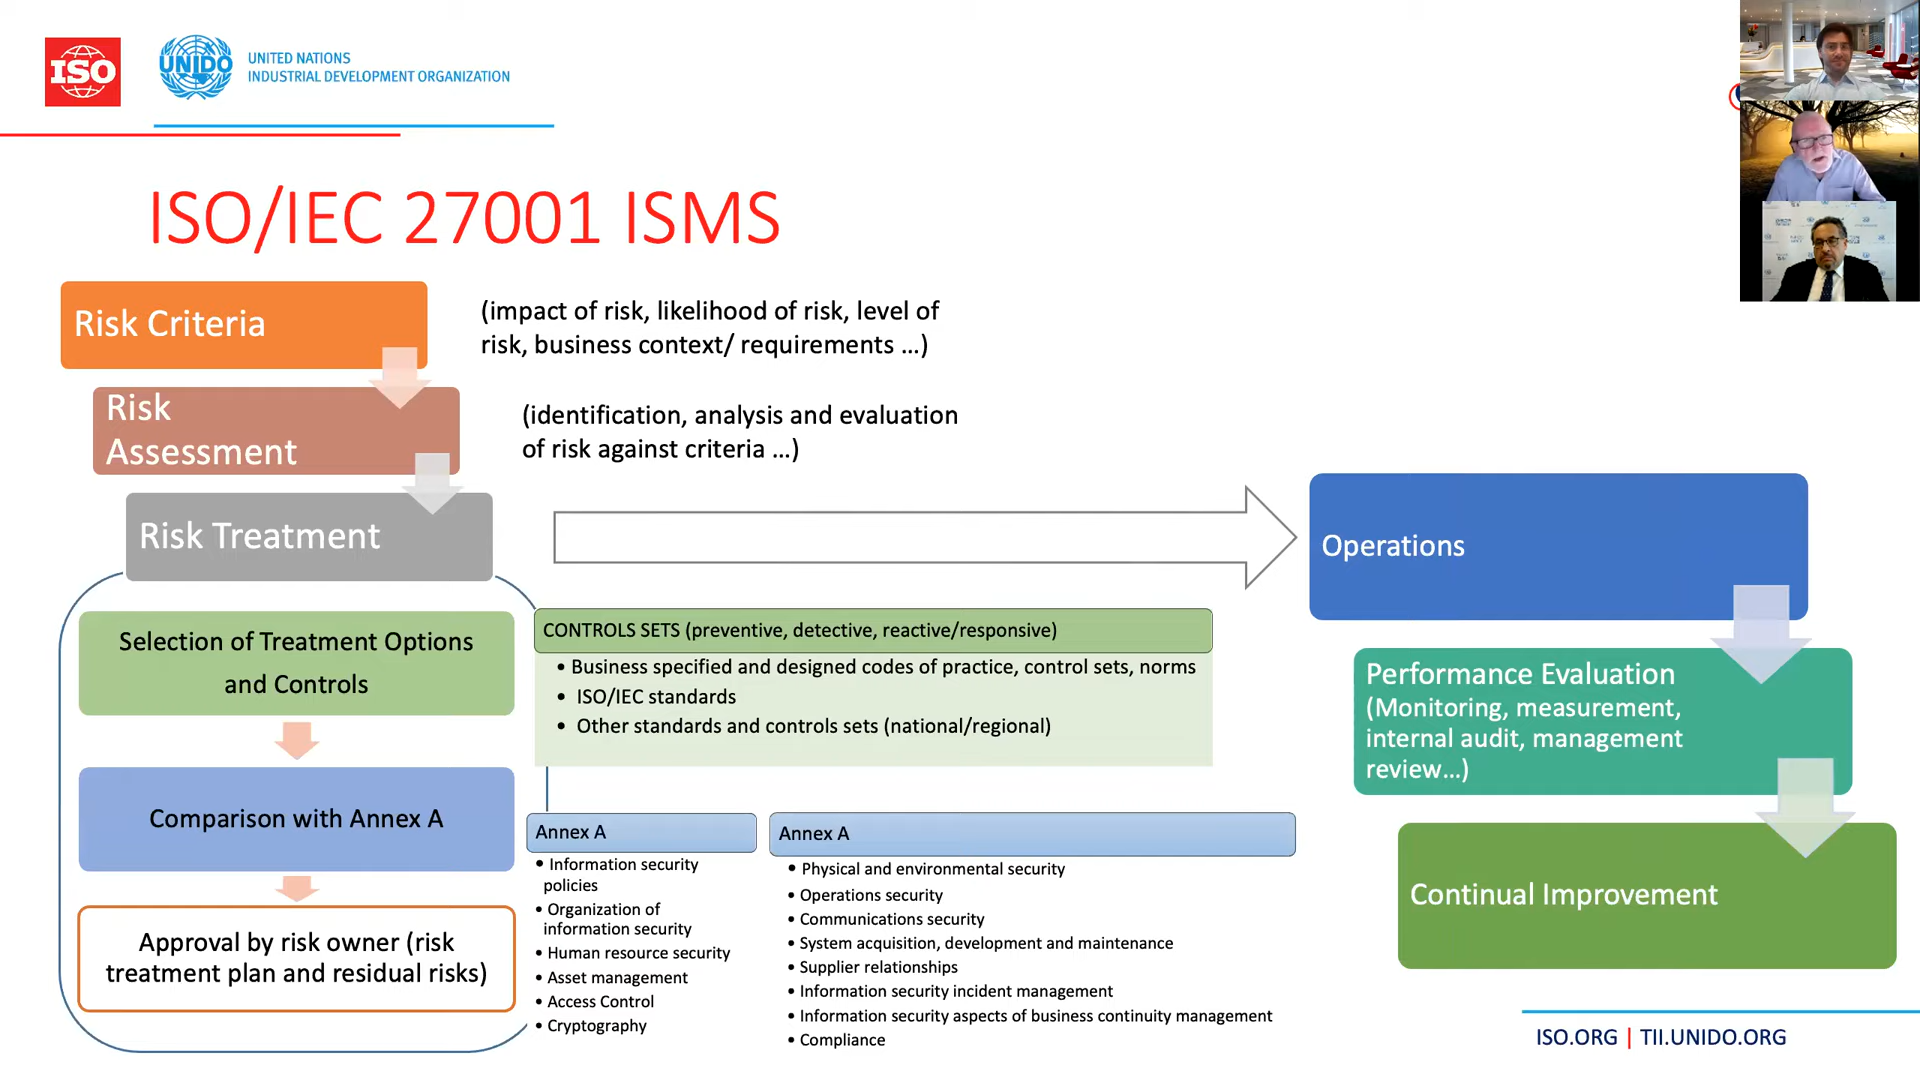 ISO
UNIDO
UNITED NATIONS
INDUSTRIAL DEVELOPMENT ORGANIZATION
ISO/IEC 27001 ISMS
Risk Criteria
(impact of risk, likelihood of risk, level of
risk, business context/ requirements ...)
Risk
Assessment
(identification, analysis and evaluation
of risk against criteria ...)
Risk Treatment
Selection of Treatment Options
and Controls
Comparison with Annex A
Approval by risk owner (risk
treatment plan and residual risks)
CONTROLS SETS (preventive, detective, reactive/responsive)
• Business specified and designed codes of practice, control sets, norms
• ISO/IEC standards
• Other standards and controls sets (national/regional)
Annex A
• Information security
policies
• Organization of
information security
• Human resource security
• Asset management
• Access Control
• Cryptography
Annex A
• Physical and environmental security
• Operations security
• Communications security
• System acquisition, development and maintenance
• Supplier relationships
• Information security incident management
• Information security aspects of business continuity management
• Compliance
Operations
Performance Evaluation
(Monitoring, measurement,
internal audit, management
review...)
Continual Improvement
ISO.ORG | TII.UNIDO.ORG